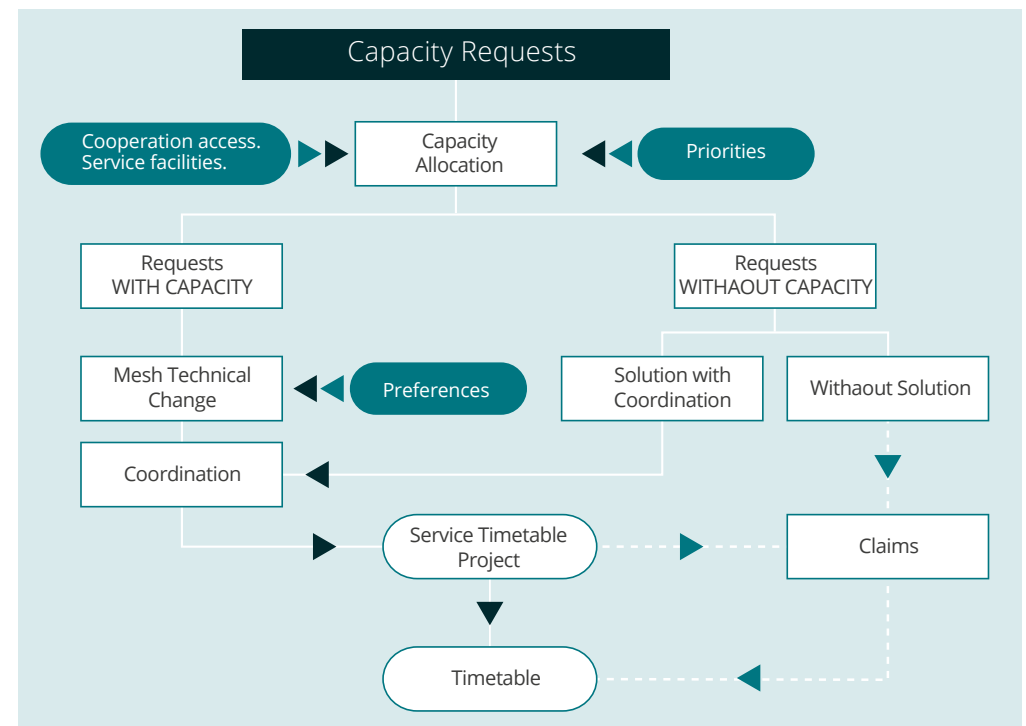 Capacity Requests
Cooperation access.
Service facilities.
Capacity
Allocation
Priorities
Requests
WITH CAPACITY
Requests
WITHAOUT CAPACITY
Mesh Technical
Change
Preferences
Solution with
Coordination
Withaout Solution
Coordination
Service Timetable
Project
Claims
Timetable